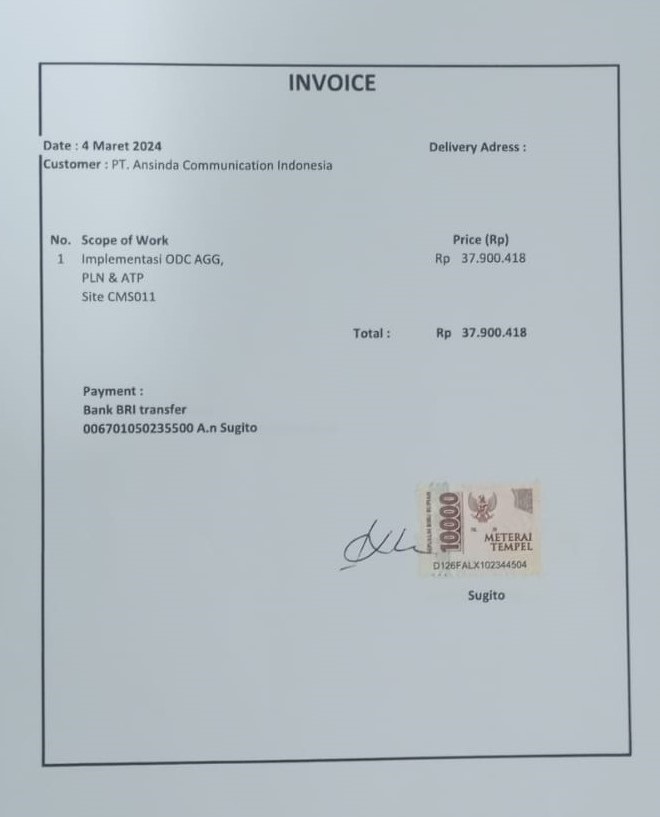 INVOICE
Date : 4 Maret 2024
Delivery Adress :
Customer : PT. Ansinda Communication Indonesia
No. Scope of Work Price (Rp)
1 Implementasi ODC AGG, Rp 37.900.418
PLN & ATP
Site CMS011
Total : Rp 37.900.418
Payment :
Bank BRI transfer
006701050235500 A.n Sugito
10000
METERAI
TEMPEL
D126FALX102344504
Sugito